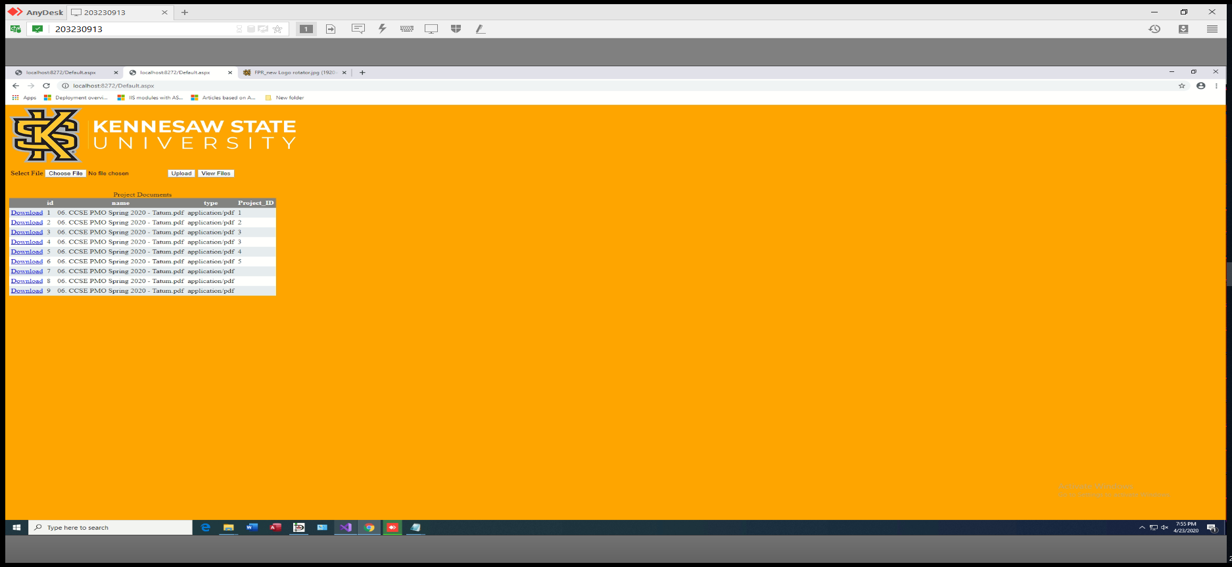 AnyDesk 203230913
203230913 1
localhost:8272/Default.aspx localhost:8272/Default.aspx FPR_new Logo rotator.jpg (1920
localhost:8272/Default.aspx
Apps Deployment overvi... IIS modules with AS... Articles based on A... New folder
KENNESAW STATE
UNIVERSITY
Select File Choose File No file chosen Upload View Files
Project Documents
id name type Project_ID
Download 1 06. CCSE PMO Spring 2020 - Tatum.pdf application/pdf 1
Download 2 06. CCSE PMO Spring 2020 - Tatum.pdf application/pdf 2
Download 3 06. CCSE PMO Spring 2020 - Tatum.pdf application/pdf 3
Download 4 06. CCSE PMO Spring 2020 - Tatum.pdf application/pdf 3
Download 5 06. CCSE PMO Spring 2020 - Tatum.pdf application/pdf 4
Download 6 06. CCSE PMO Spring 2020 - Tatum.pdf application/pdf 5
Download 7 06. CCSE PMO Spring 2020 - Tatum.pdf application/pdf
Download 8 06. CCSE PMO Spring 2020 - Tatum.pdf application/pdf
Download 9 06. CCSE PMO Spring 2020 - Tatum.pdf application/pdf
Type here to search
7:55 PM
4/23/2020